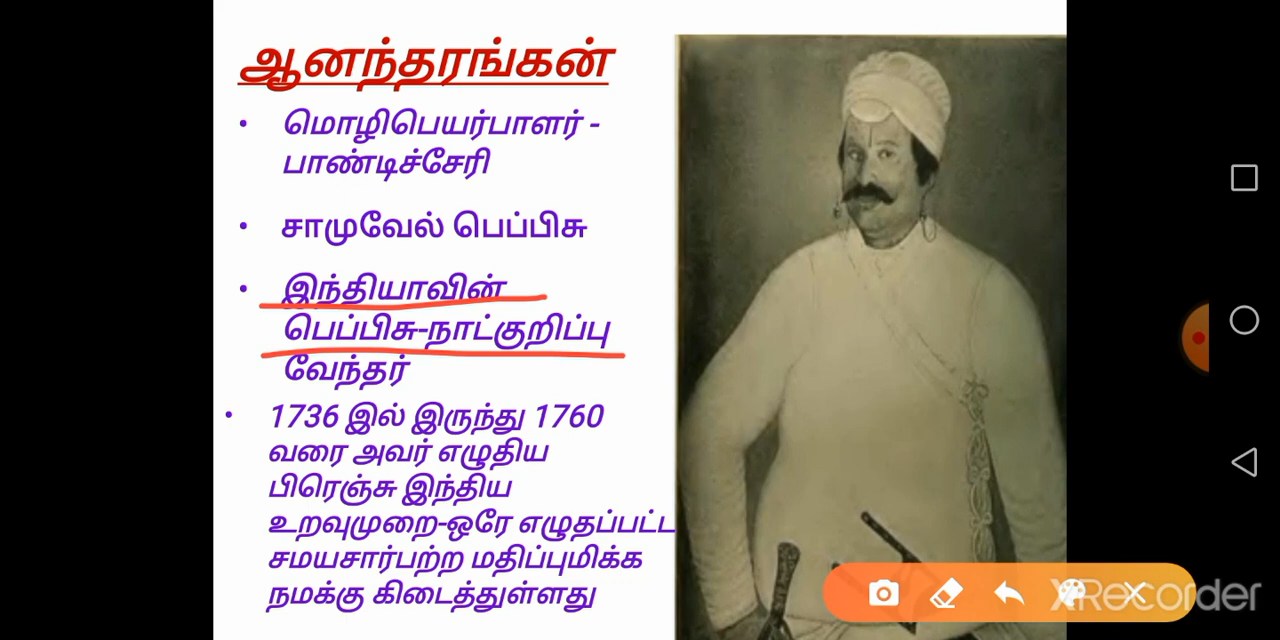 ஆனந்தரங்கன்
• மொழிபெயர்பாளர் -
பாண்டிச்சேரி
• சாமுவேல் பெப்பிசு
• இந்தியாவின்
பெப்பிசு-நாட்குறிப்பு
வேந்தர்
• 1736 இல் இருந்து 1760
வரை அவர் எழுதிய
பிரெஞ்சு இந்திய
உறவுமுறை-ஒரே எழுதப்பட்ட
சமயசார்பற்ற மதிப்புமிக்க
நமக்கு கிடைத்துள்ளது
XRecorder